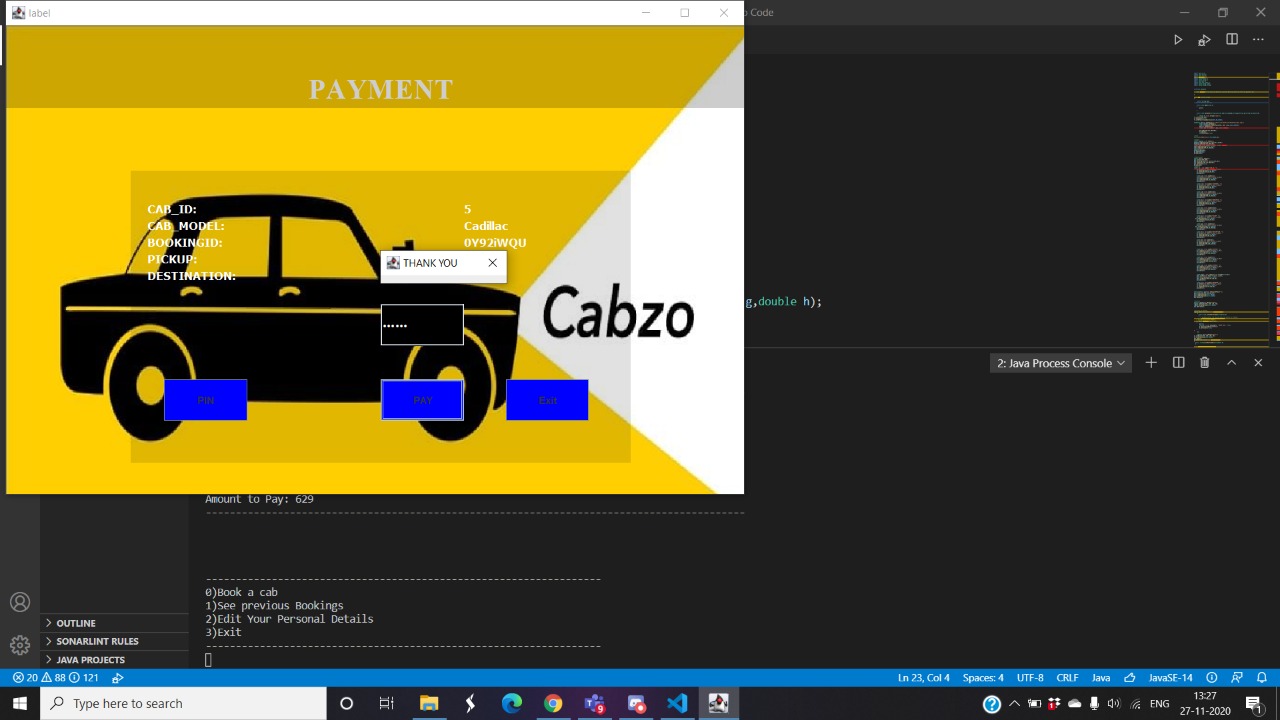 label
o Code
PAYMENT
CAB_ID: 5
CAB_MODEL: Cadillac
BOOKINGID: 0Y92iWQU
PICKUP:
DESTINATION:
THANK YOU
••••••
Cabzo
PIN PAY Exit
g,double h);
2: Java Process Console
Amount to Pay: 629
--------------------------------------------------------------------------------
------------------------------------------------------------------
0)Book a cab
1)See previous Bookings
2)Edit Your Personal Details
3)Exit
------------------------------------------------------------------
OUTLINE
SONARLINT RULES
JAVA PROJECTS
20 88 121
Ln 23, Col 4 Spaces: 4 UTF-8 CRLF Java JavaSE-14
Type here to search
9
ENG
13:27
27-11-2020
1